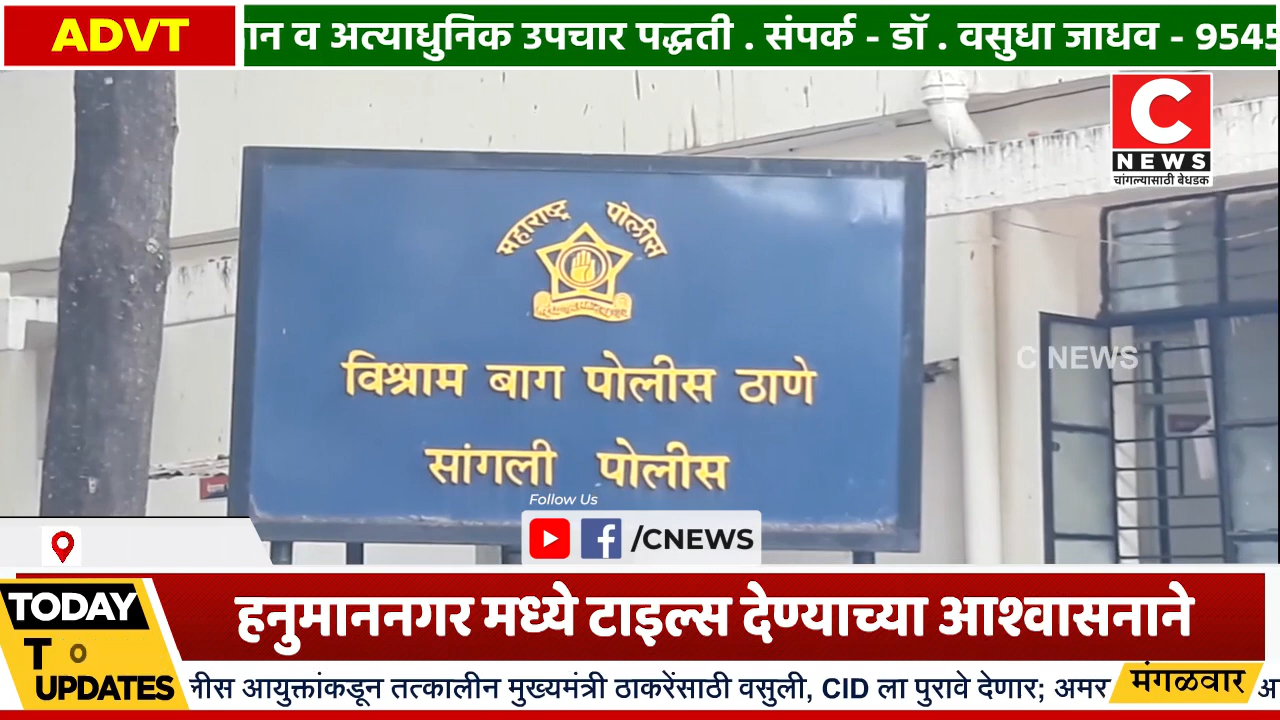 ADVT
व अत्याधुनिक उपचार पद्धती . संपर्क - डॉ . वसुधा जाधव - 9545
C
NEWS
चांगल्यासाठी बेधडक
महाराष्ट्र पोलीस
C NEWS
विश्राम बाग पोलीस ठाणे
सांगली पोलीस
Follow Us
/CNEWS
TODAY
TO
UPDATES
हनुमाननगर मध्ये टाइल्स देण्याच्या आश्वासनाने
आयुक्तांकडून तत्कालीन मुख्यमंत्री ठाकरेंसाठी वसुली, CID ला पुरावे देणार; अमर
मंगळवार